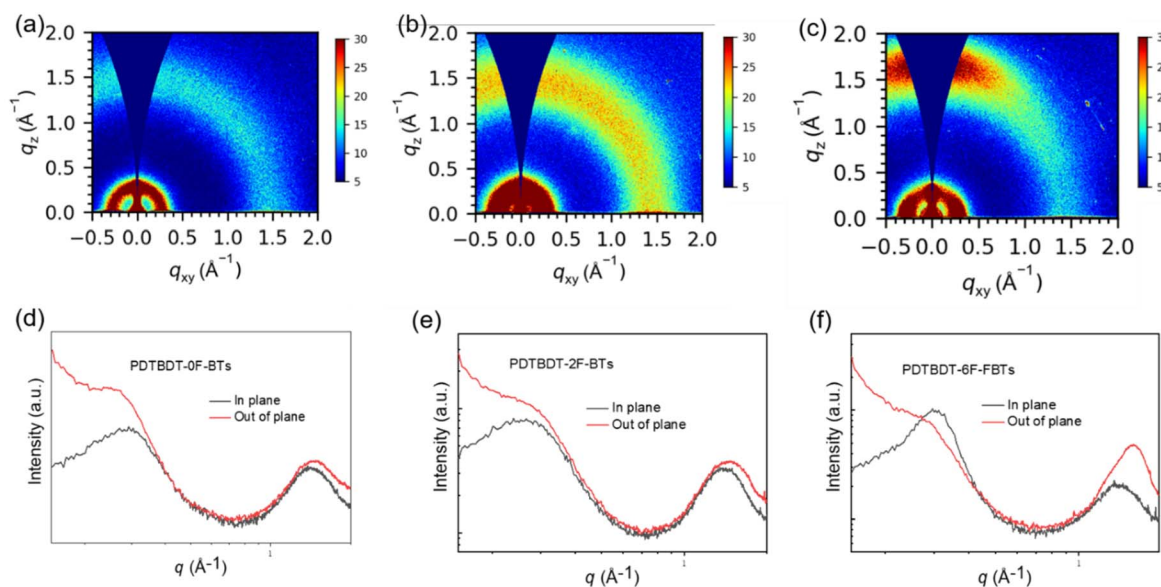 (a)
30
25
20
15
10
5
2.0
1.5
1.0
0.5
0.0
q_z (Å⁻¹)
−0.5 0.0 0.5 1.0 1.5 2.0
q_xy (Å⁻¹)
(b)
30
25
20
15
10
5
2.0
1.5
1.0
0.5
0.0
q_z (Å⁻¹)
−0.5 0.0 0.5 1.0 1.5 2.0
q_xy (Å⁻¹)
(c)
2.0
1.5
1.0
0.5
0.0
q_z (Å⁻¹)
−0.5 0.0 0.5 1.0 1.5 2.0
q_xy (Å⁻¹)
(d)
PDTBDT-0F-BTs
In plane
Out of plane
Intensity (a.u.)
1
q (Å⁻¹)
(e)
PDTBDT-2F-BTs
In plane
Out of plane
Intensity (a.u.)
1
q (Å⁻¹)
(f)
PDTBDT-6F-FBTs
In plane
Out of plane
Intensity (a.u.)
1
q (Å⁻¹)